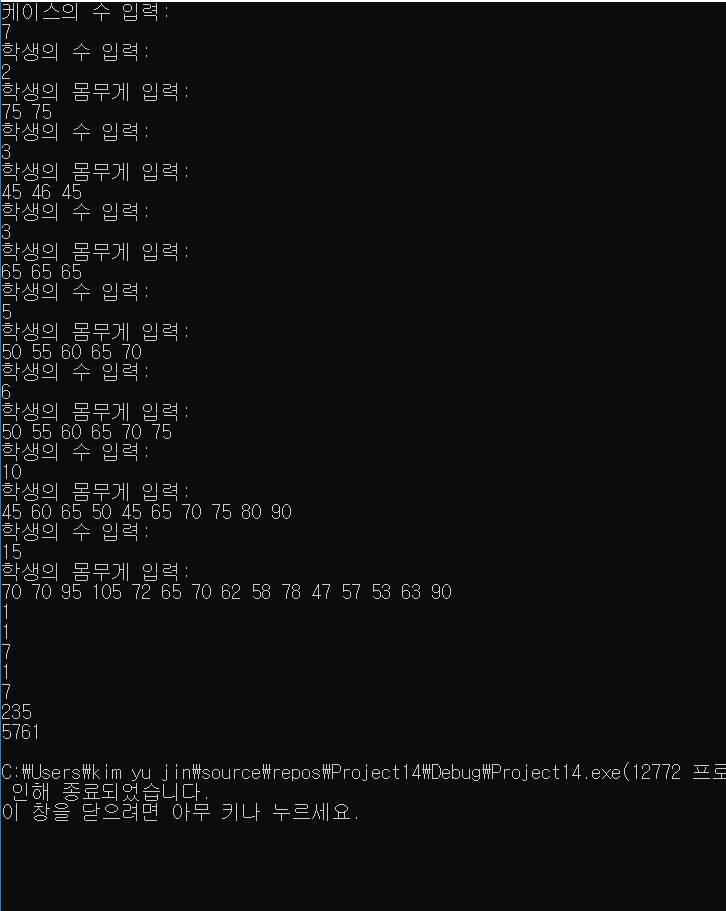 케이스의 수 입력:
7
학생의 수 입력:
2
학생의 몸무게 입력:
75 75
학생의 수 입력:
3
학생의 몸무게 입력:
45 46 45
학생의 수 입력:
3
학생의 몸무게 입력:
65 65 65
학생의 수 입력:
5
학생의 몸무게 입력:
50 55 60 65 70
학생의 수 입력:
6
학생의 몸무게 입력:
50 55 60 65 70 75
학생의 수 입력:
10
학생의 몸무게 입력:
45 60 65 50 45 65 70 75 80 90
학생의 수 입력:
15
학생의 몸무게 입력:
70 70 95 105 72 65 70 62 58 78 47 57 53 63 90
1
1
7
1
7
235
5761
C:₩Users₩kim yu jin₩source₩repos₩Project14₩Debug₩Project14.exe(12772 프로
인해 종료되었습니다.
이 창을 닫으려면 아무 키나 누르세요.